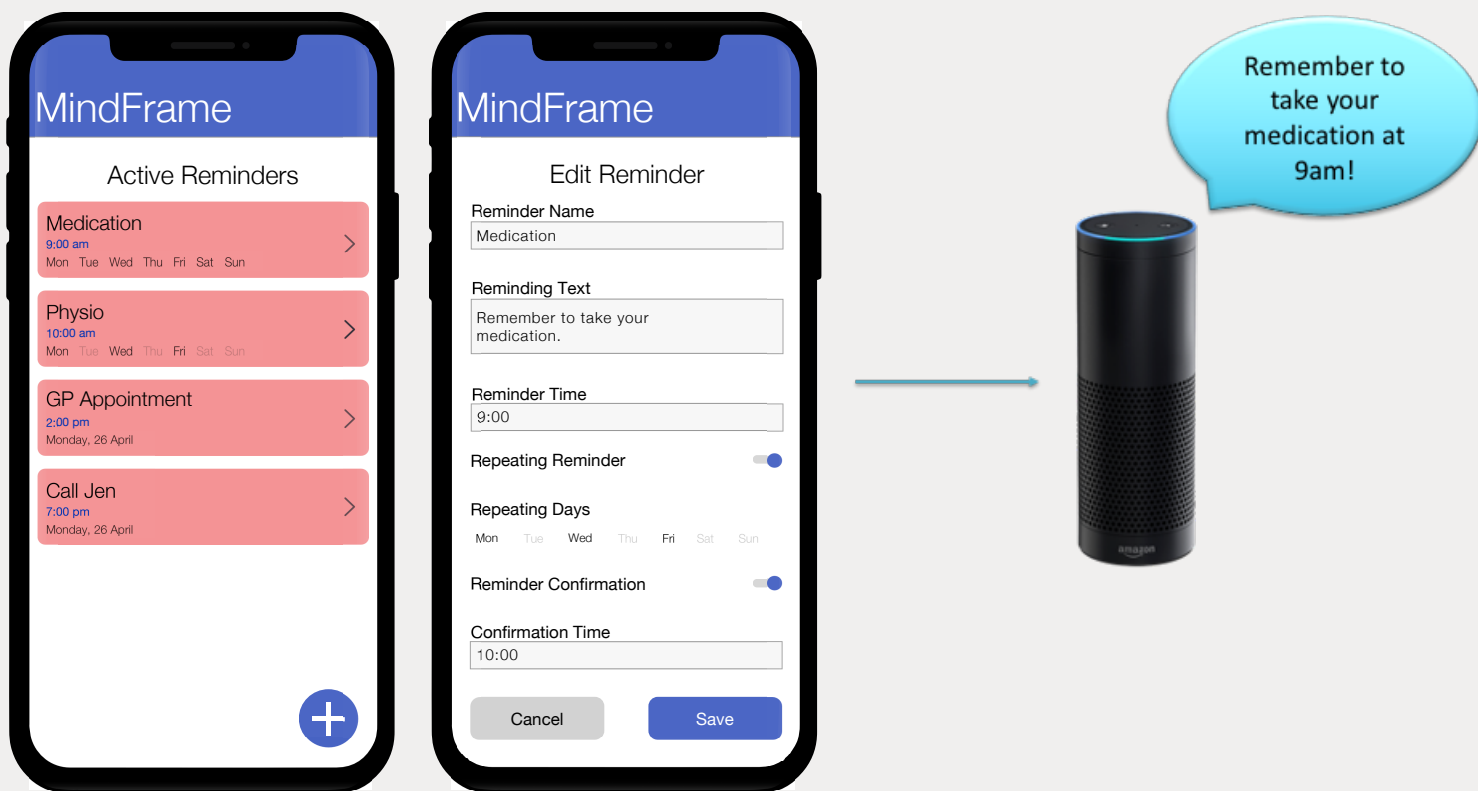 MindFrame
Active Reminders
Medication
9:00 am
Mon Tue Wed Thu Fri Sat Sun
Physio
10:00 am
Mon Tue Wed Thu Fri Sat Sun
GP Appointment
2:00 pm
Monday, 26 April
Call Jen
7:00 pm
Monday, 26 April
MindFrame
Edit Reminder
Reminder Name
Medication
Reminding Text
Remember to take your
medication.
Reminder Time
9:00
Repeating Reminder
Repeating Days
Mon Tue Wed Thu Fri Sat Sun
Reminder Confirmation
Confirmation Time
10:00
Cancel Save
Remember to
take your
medication at
9am!
amazon